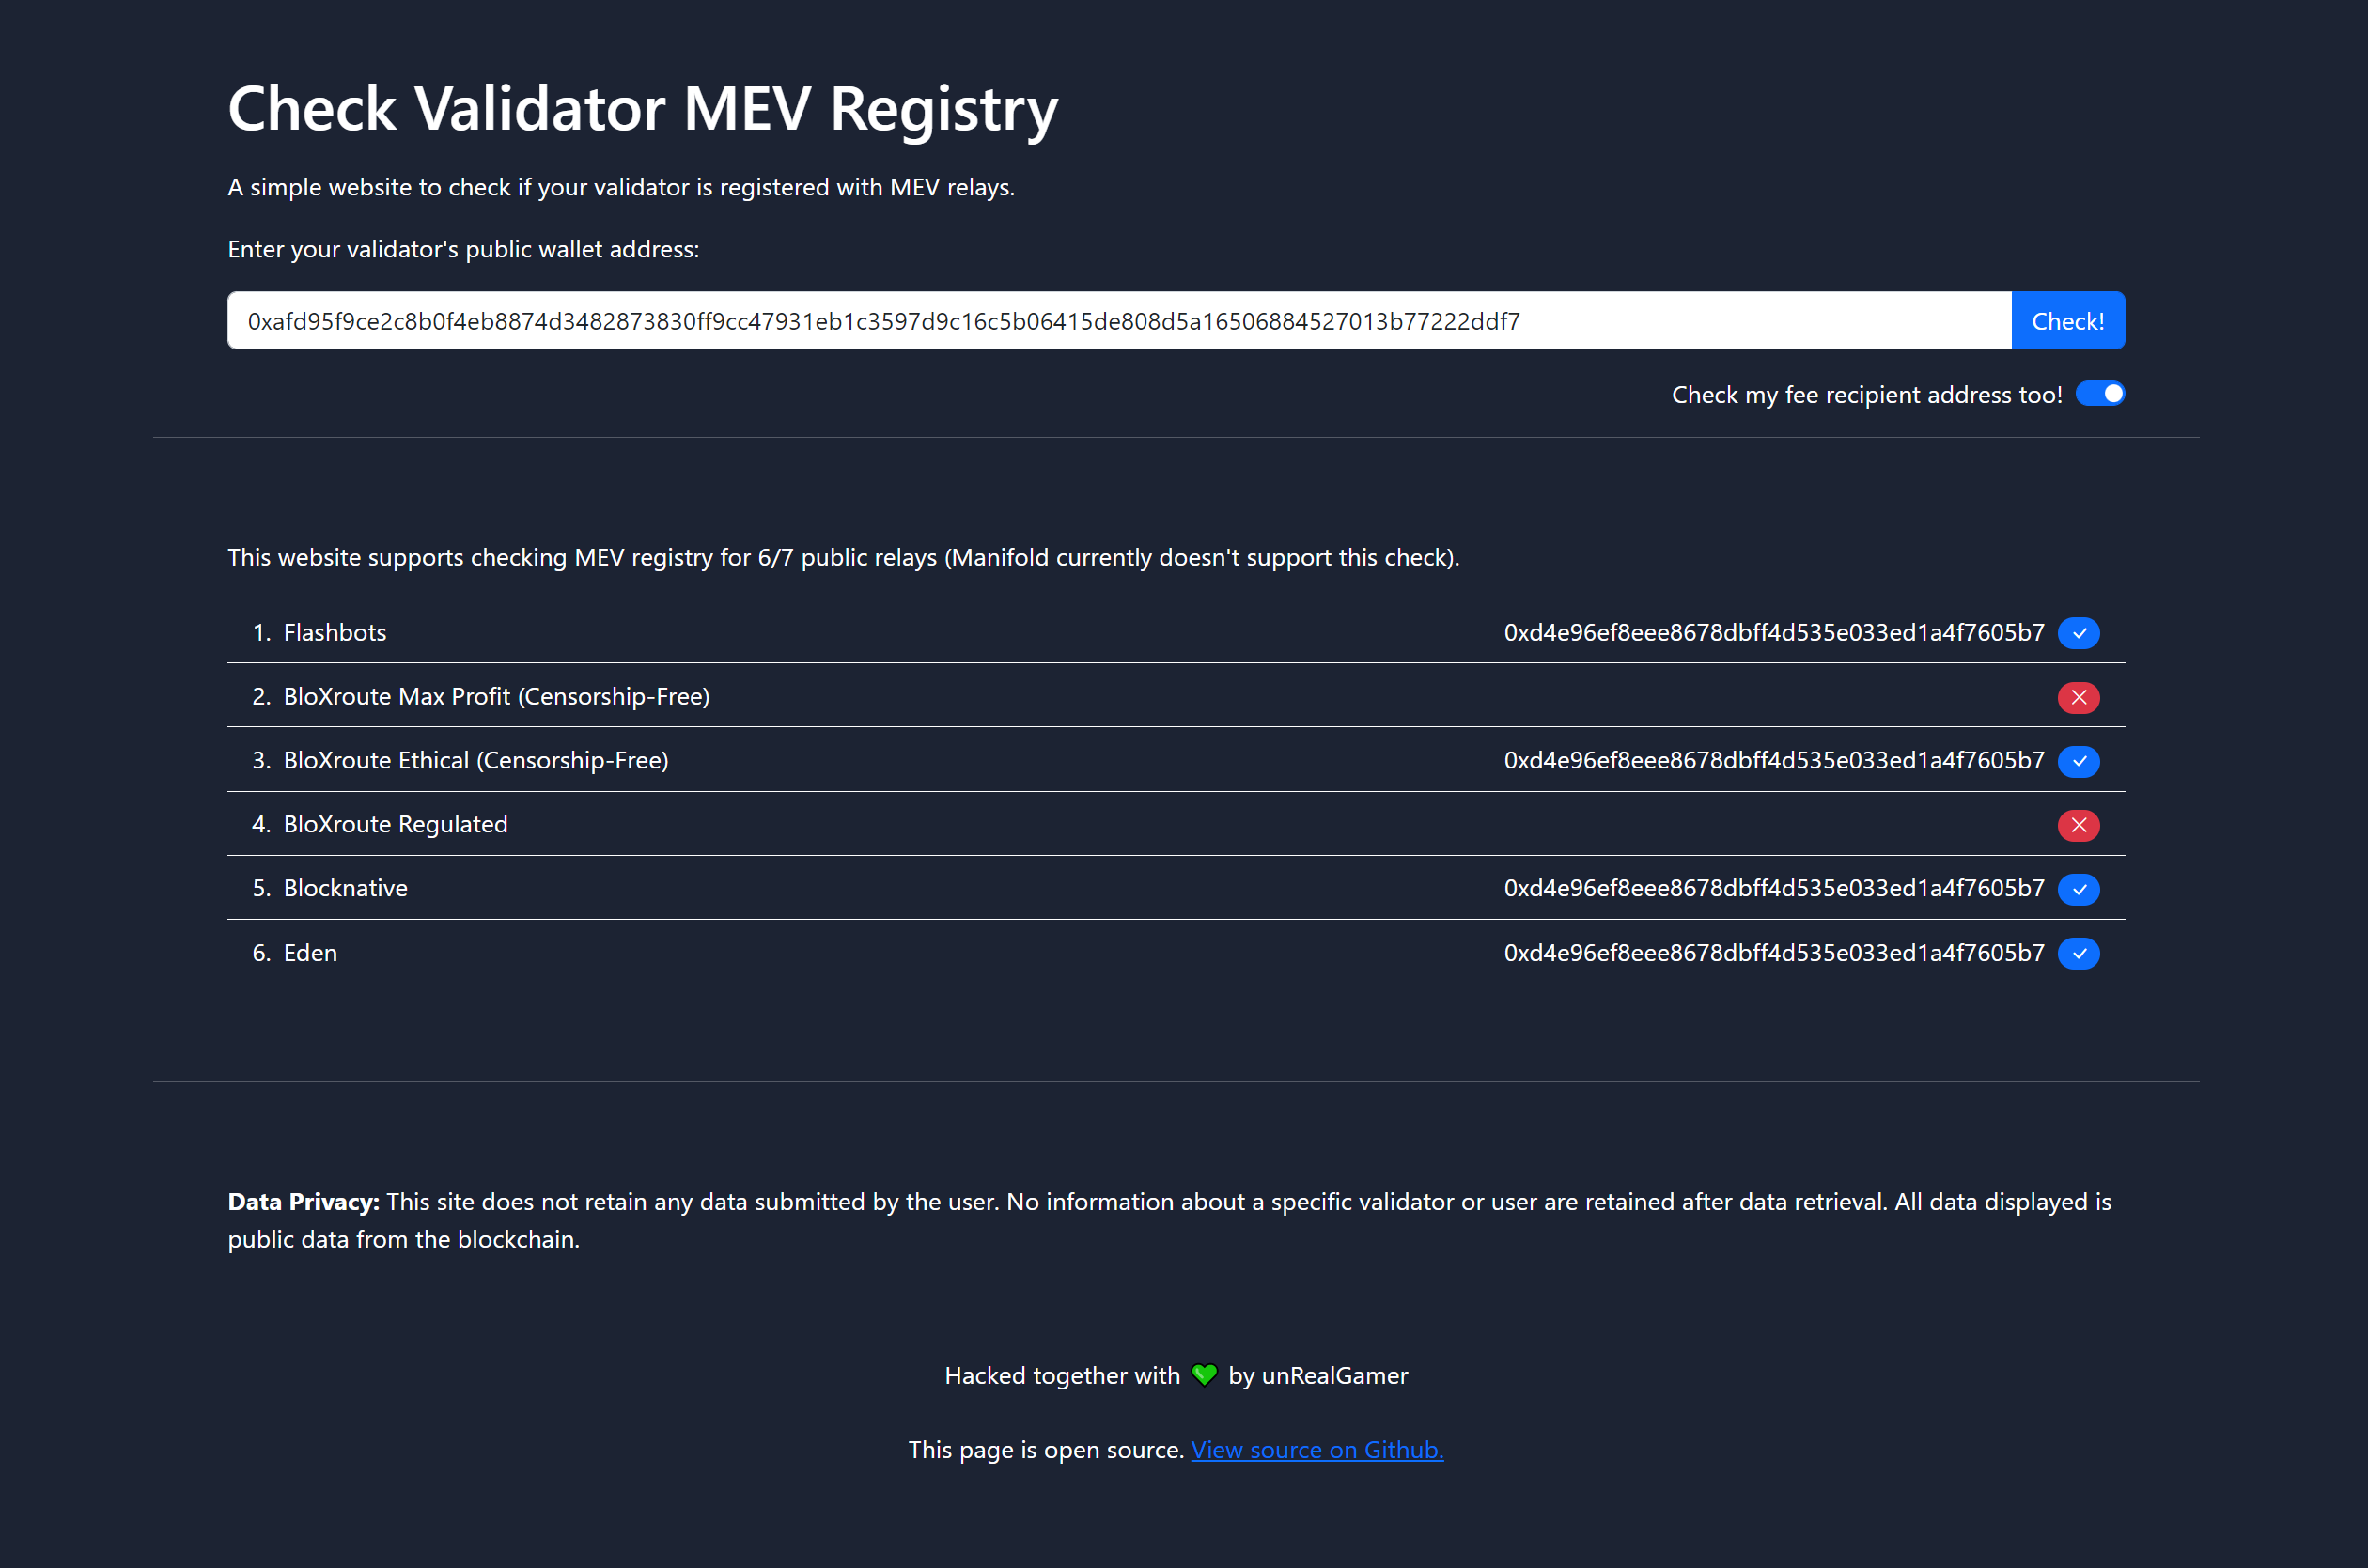 Check Validator MEV Registry
A simple website to check if your validator is registered with MEV relays.
Enter your validator's public wallet address:
0xafd95f9ce2c8b0f4eb8874d3482873830ff9cc47931eb1c3597d9c16c5b06415de808d5a16506884527013b77222ddf7
Check!
Check my fee recipient address too!
This website supports checking MEV registry for 6/7 public relays (Manifold currently doesn't support this check).
1. Flashbots 0xd4e96ef8eee8678dbff4d535e033ed1a4f7605b7
2. BloXroute Max Profit (Censorship-Free)
3. BloXroute Ethical (Censorship-Free) 0xd4e96ef8eee8678dbff4d535e033ed1a4f7605b7
4. BloXroute Regulated
5. Blocknative 0xd4e96ef8eee8678dbff4d535e033ed1a4f7605b7
6. Eden 0xd4e96ef8eee8678dbff4d535e033ed1a4f7605b7
Data Privacy: This site does not retain any data submitted by the user. No information about a specific validator or user are retained after data retrieval. All data displayed is
public data from the blockchain.
Hacked together with 💚 by unRealGamer
This page is open source. View source on Github.